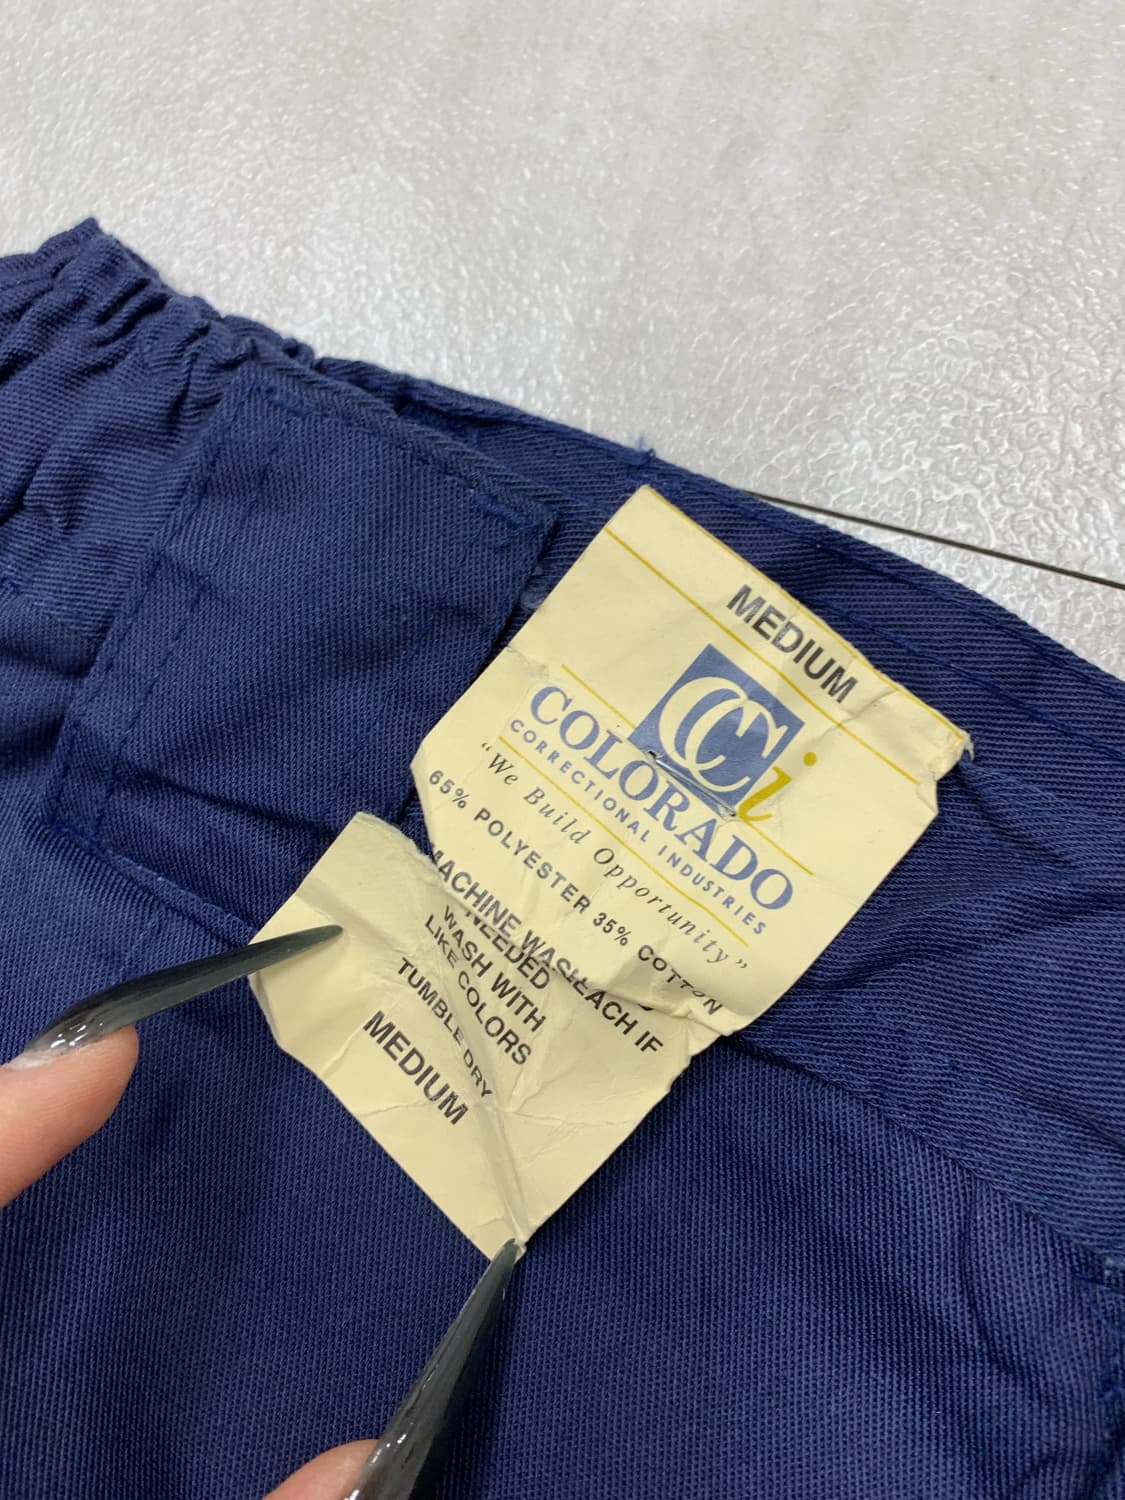 MEDIUM
CCi
COLORADO
CORRECTIONAL INDUSTRIES
"We Build Opportunity"
65% POLYESTER 35% COTTON
MACHINE WASH
BLEACH IF
NEEDED
WASH WITH
LIKE COLORS
TUMBLE DRY
MEDIUM